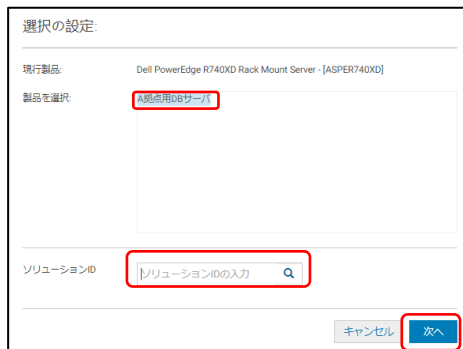 選択の設定:
現行製品: Dell PowerEdge R740XD Rack Mount Server - [ASPER740XD]
製品を選択: A拠点用DBサーバ
ソリューションID ソリューションIDの入力
キャンセル 次へ